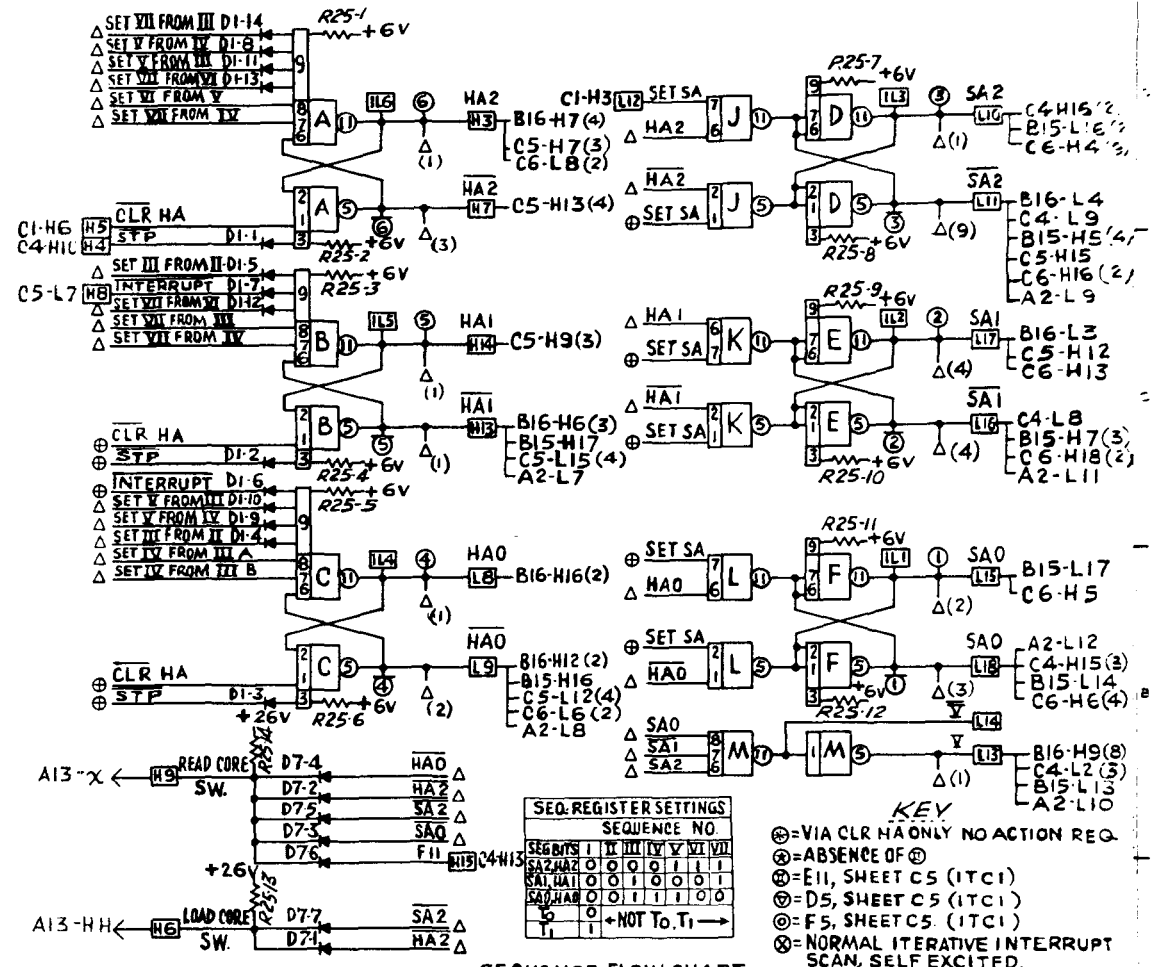 SET VII FROM III D1-14
SET V FROM IV D1-8
SET V FROM III D1-11
SET VII FROM VI D1-13
SET VI FROM V
SET VII FROM IV
R25-1
+6V
9
8
7
6
A
11
1L6
6
HA2
H3
B16-H7(4)
C5-H7(3)
C6-L8(2)
(1)
C1-H6
H5
CLR HA
C4-H10
H4
STP
D1-1
2
1
3
A
5
6
HA2
H7
C5-H13(4)
(3)
+6V
R25-2
SET III FROM II-D1-5
C5-L7
H8
INTERRUPT D1-7
SET VII FROM VI D1-12
SET VII FROM III
SET VII FROM IV
+6V
R25-3
9
8
7
6
B
11
1L5
5
HA1
H14
C5-H9(3)
(1)
CLR HA
STP
D1-2
2
1
3
B
5
5
HA1
H13
B16-H6(3)
B15-H17
C5-L15(4)
A2-L7
(1)
R25-4
+6V
INTERRUPT D1-6
SET V FROM III D1-10
SET V FROM IV D1-9
SET III FROM II D1-4
SET IV FROM III A
SET IV FROM III B
+6V
R25-5
9
8
7
6
C
11
1L4
4
HA0
L8
B16-H16(2)
(1)
CLR HA
STP
D1-3
2
1
3
C
5
4
HA0
L9
B16-H12(2)
B15-H16
C5-L12(4)
C6-L6(2)
A2-L8
(2)
R25-6
+6V
+26V
R25-14
A13-X
H9
READ CORE
SW.
D7-4
HA0
D7-2
HA2
D7-5
SA2
D7-3
SA0
D7-6
F11
H15
C4-H13
+26V
R25-13
A13-HH
H6
LOAD CORE
SW.
D7-7
SA2
D7-1
HA2
C1-H3
L12
SET SA
HA2
7
6
J
11
R25-7
+6V
9
7
6
D
11
1L3
3
SA2
L10
C4-H15
B15-L16
C6-H4
(1)
HA2
SET SA
2
1
J
5
2
1
3
D
5
3
SA2
L11
B16-L4
C4-L9
B15-H5(4)
C5-H15
C6-H16(2)
A2-L9
(9)
+6V
R25-8
HA1
SET SA
6
7
K
11
R25-9
+6V
9
7
6
E
11
1L2
2
SA1
L17
B16-L3
C5-H12
C6-H13
(4)
HA1
SET SA
2
1
K
5
2
1
3
E
5
2
SA1
L16
C4-L8
B15-H7(3)
C6-H18(2)
A2-L11
(4)
+6V
R25-10
SET SA
HA0
7
6
L
11
R25-11
+6V
9
7
6
F
11
1L1
1
SA0
L15
B15-L17
C6-H5
(2)
SET SA
HA0
2
1
L
5
2
1
3
F
5
1
SA0
L18
A2-L12
C4-H15(3)
B15-L14
C6-H6(4)
(3)
+6V
R25-12
SA0
SA1
SA2
8
7
6
M
11
1
M
5
V
L14
V
L13
B16-H9(8)
C4-L2(3)
B15-L13
A2-L10
(1)
SEQ. REGISTER SETTINGS
SEQUENCE NO.
SEG BITS I II III IV V VI VII
SA2,HA2 0 0 0 0 1 1 1
SA1,HA1 0 0 1 0 0 0 1
SA0,HA0 0 0 1 1 1 0 0
T0 0 NOT T0,T1
T1 1
KEY
=VIA CLR HA ONLY NO ACTION REQ.
=ABSENCE OF
=E11, SHEET C5 (1TC1)
=D5, SHEET C5 (1TC1)
=F5, SHEET C5. (1TC1)
=NORMAL ITERATIVE INTERRUPT
SCAN, SELF EXCITED.
SEQUENCE FLOW CHART